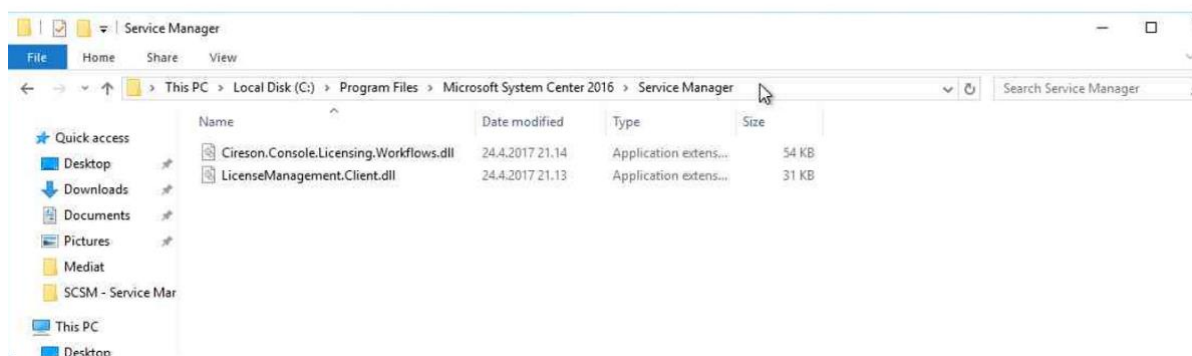 Service Manager
File Home Share View
This PC > Local Disk (C:) > Program Files > Microsoft System Center 2016 > Service Manager
Search Service Manager
Name Date modified Type Size
Quick access
Cireson.Console.Licensing.Workflows.dll 24.4.2017 21.14 Application extens... 54 KB
Desktop
LicenseManagement.Client.dll 24.4.2017 21.13 Application extens... 31 KB
Downloads
Documents
Pictures
Mediat
SCSM - Service Mar
This PC
Desktop